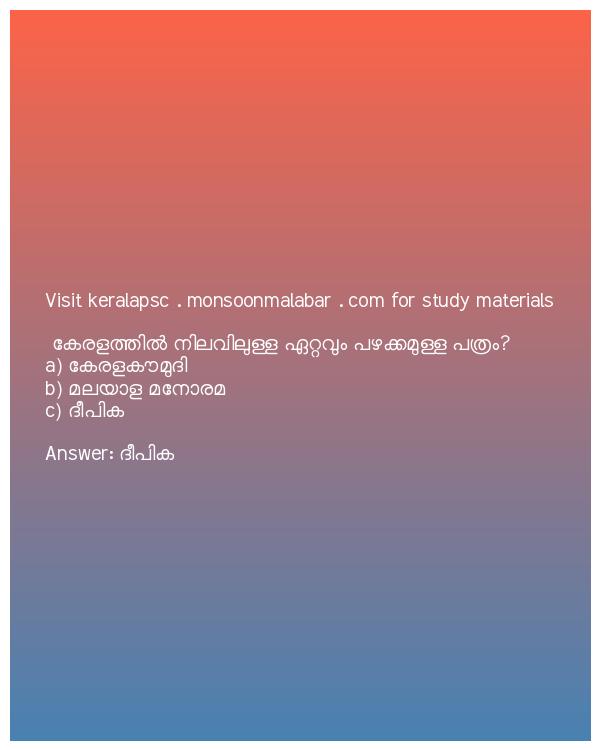 Visit keralapsc . monsoonmalabar . com for study materials
കേരളത്തിൽ നിലവിലുള്ള ഏറ്റവും പഴക്കമുള്ള പത്രം?
a) കേരളകൗമുദി
b) മലയാള മനോരമ
c) ദീപിക
Answer: ദീപിക